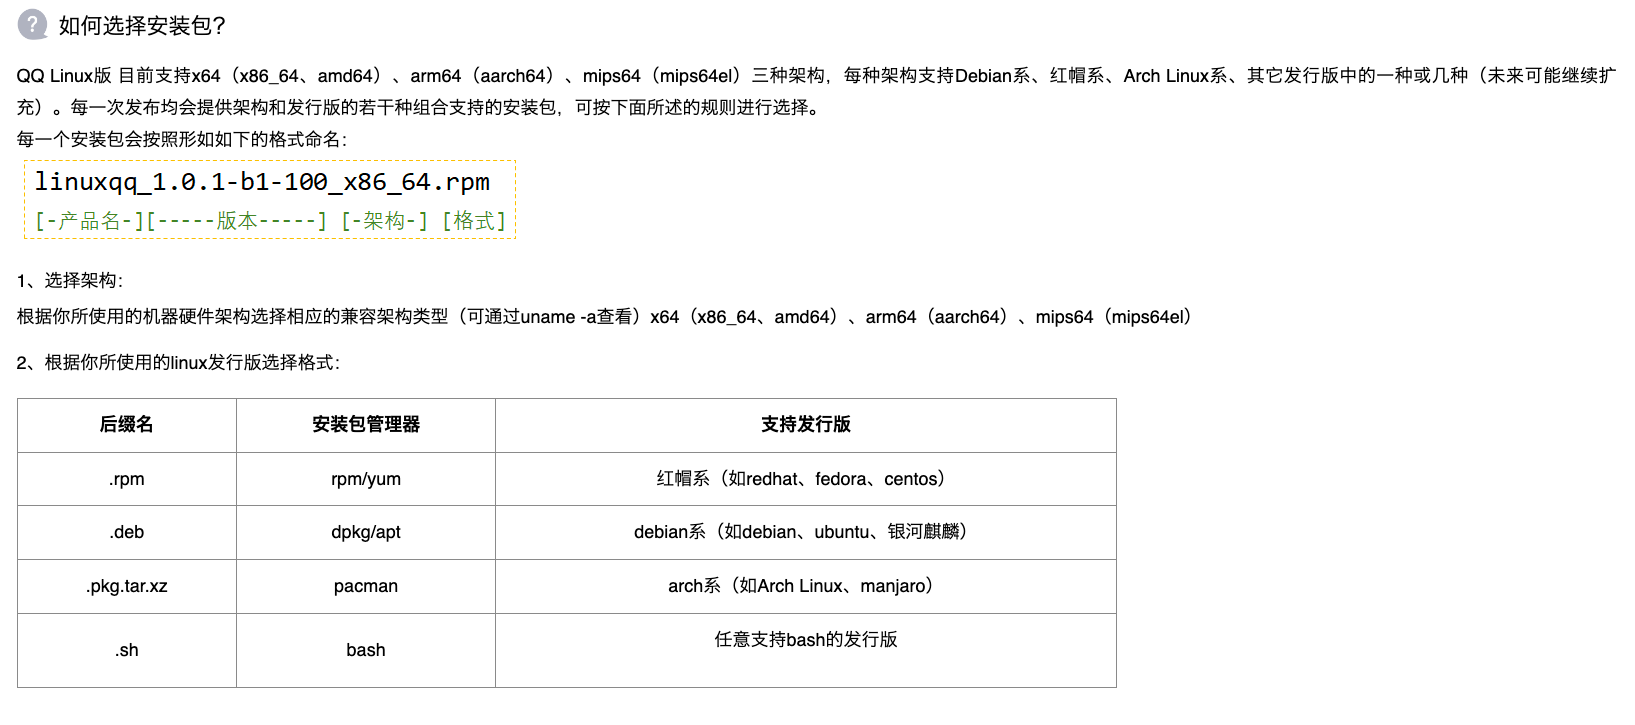 如何选择安装包?
QQ Linux版 目前支持x64（x86_64、amd64）、arm64（aarch64）、mips64（mips64el）三种架构，每种架构支持Debian系、红帽系、Arch Linux系、其它发行版中的一种或几种（未来可能继续扩
充）。每一次发布均会提供架构和发行版的若干种组合支持的安装包，可按下面所述的规则进行选择。
每一个安装包会按照形如如下的格式命名：
linuxqq_1.0.1-b1-100_x86_64.rpm
[-产品名-][-----版本-----] [-架构-] [格式]
1、选择架构：
根据你所使用的机器硬件架构选择相应的兼容架构类型（可通过uname -a查看）x64（x86_64、amd64）、arm64（aarch64）、mips64（mips64el）
2、根据你所使用的linux发行版选择格式：
后缀名 安装包管理器 支持发行版
.rpm rpm/yum 红帽系（如redhat、fedora、centos）
.deb dpkg/apt debian系（如debian、ubuntu、银河麒麟）
.pkg.tar.xz pacman arch系（如Arch Linux、manjaro）
.sh bash 任意支持bash的发行版